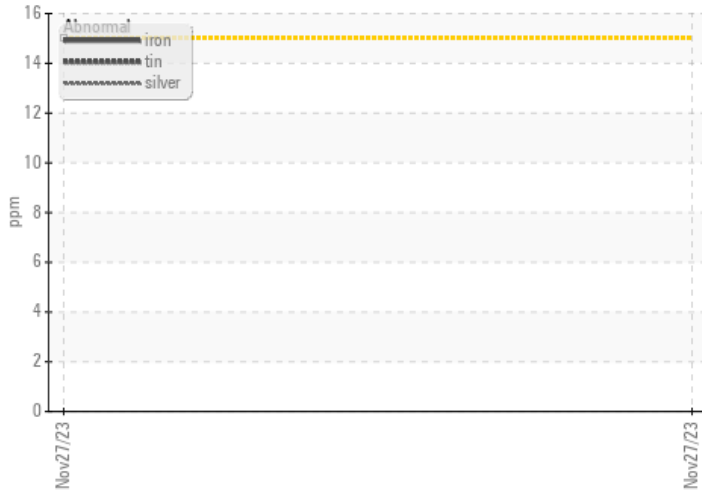 16
14
12
10
8
6
4
2
0
ppm
Abnormal
iron
tin
silver
Nov27/23
Nov27/23